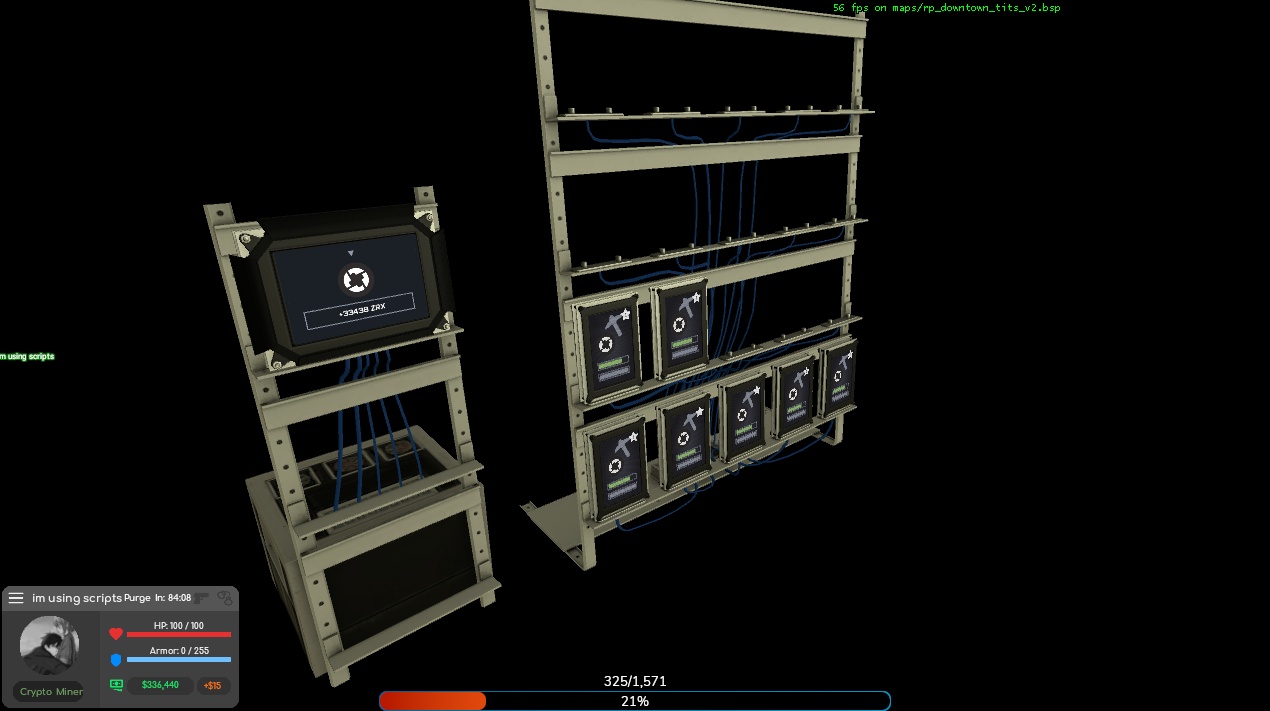 56 fps on maps/rp_downtown_tits_v2.bsp
+33438 ZRX
m using scripts
im using scripts Purge In: 84:08
HP: 100 / 100
Armor: 0 / 255
Crypto Miner
$336,440
+$15
325/1,571
21%